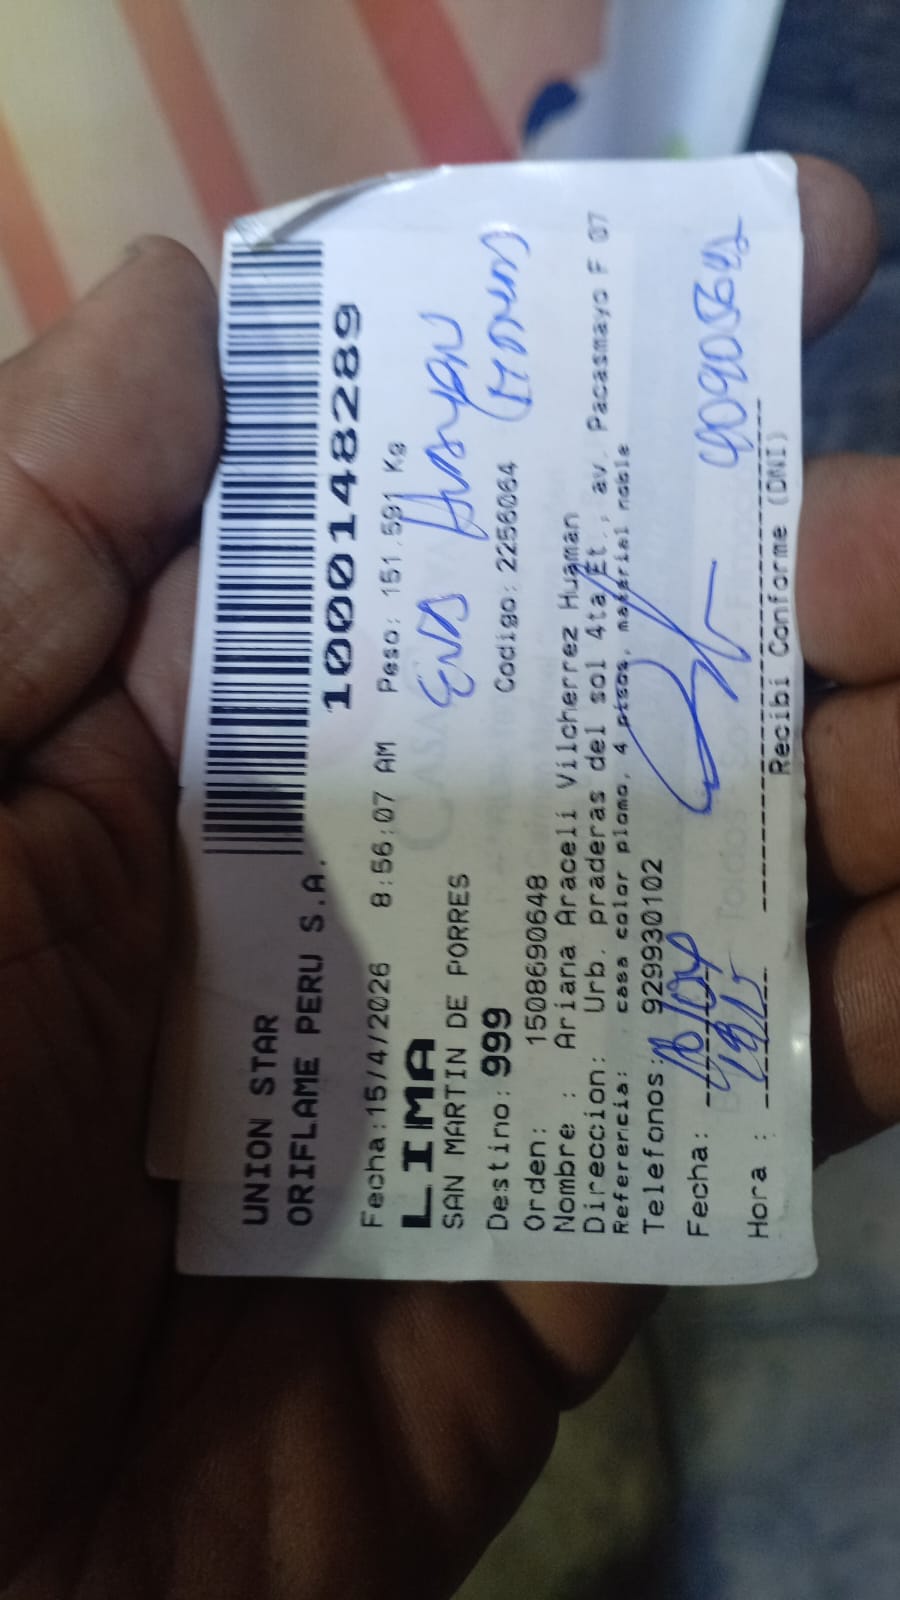 UNION STAR
ORIFLAME PERU S.A.
1000148289
Fecha:15/4/2026 8:56:07 AM Peso: 151.591 Kg
LIMA
SAN MARTIN DE PORRES
Destino: 999 Codigo: 2256064
Orden: 1508690648
Nombre : Ariana Araceli Vilcherrez Huaman
Direccion: Urb. praderas del sol 4ta Et., av. Pacasmayo F 07
Referencia: casa color plomo, 4 pisos, material noble
Telefonos: 929930102
Fecha:
Hora :
Recibi Conforme (DNI)